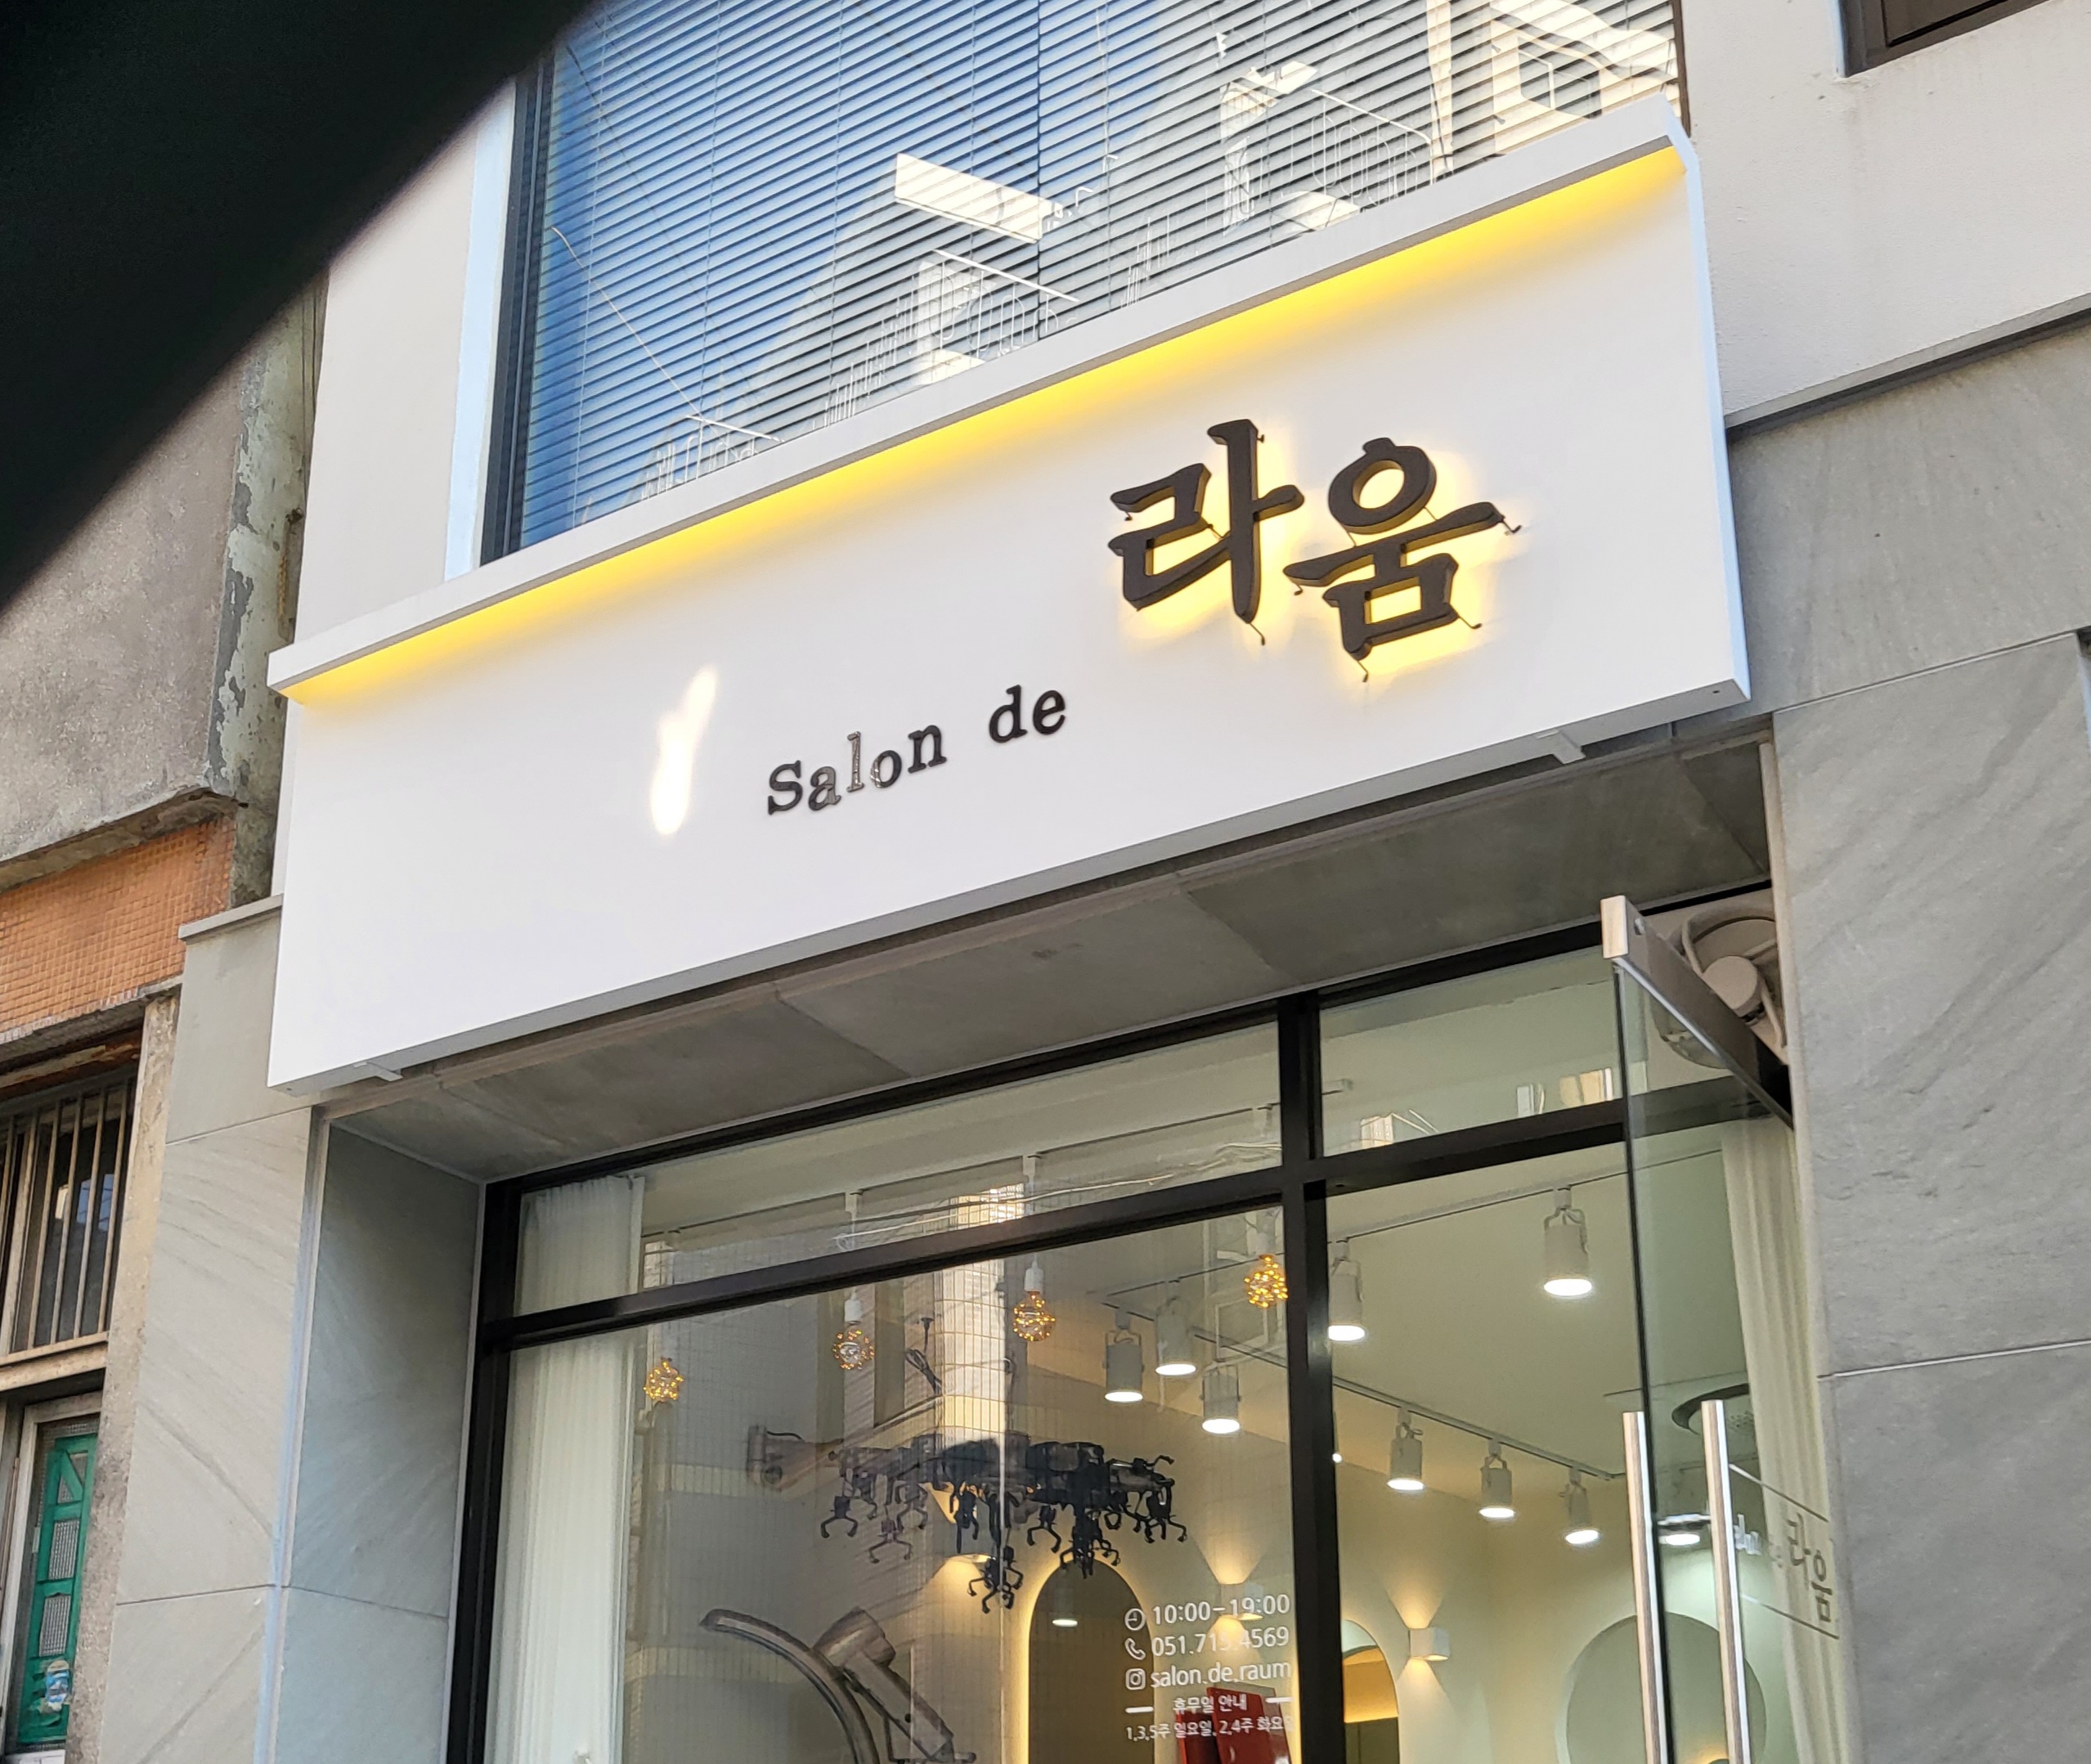 Salon de 라움
10:00-19:00
051.715.4569
salon.de.raum
휴무일 안내
1,3,5주 일요일, 2,4주 화요일
라움